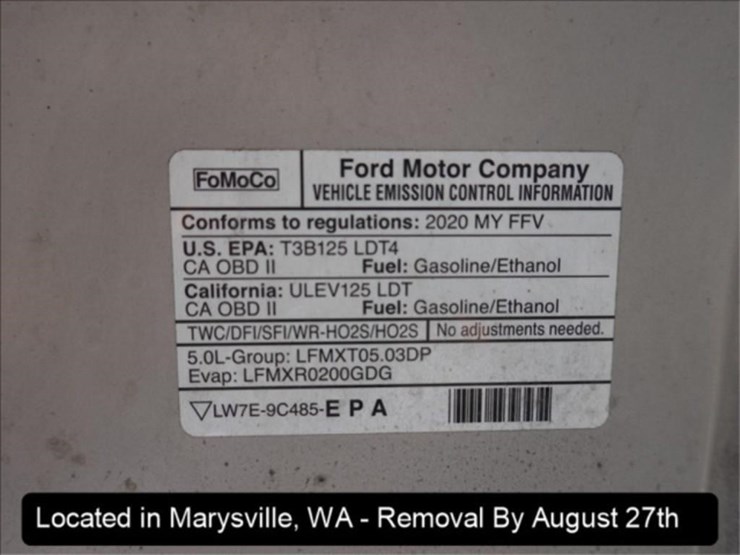 FoMoCo
Ford Motor Company
VEHICLE EMISSION CONTROL INFORMATION
Conforms to regulations: 2020 MY FFV
U.S. EPA: T3B125 LDT4
CA OBD II Fuel: Gasoline/Ethanol
California: ULEV125 LDT
CA OBD II Fuel: Gasoline/Ethanol
TWC/DFI/SFI/WR-HO2S/HO2S No adjustments needed.
5.0L-Group: LFMXT05.03DP
Evap: LFMXR0200GDG
LW7E-9C485-E P A
Located in Marysville, WA - Removal By August 27th